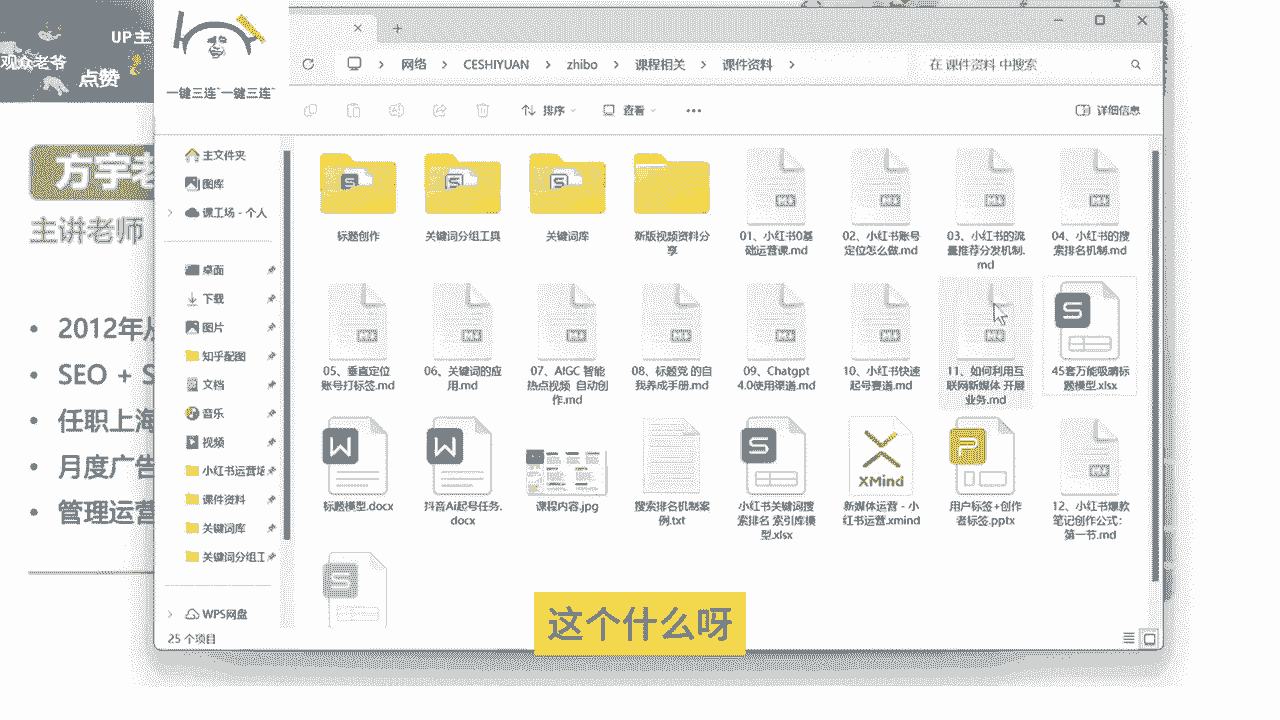 UP主
观众老爷
点赞
一键三连~一键三连~
方宇老
主讲老师
2012年从
SEO + S
任职上海
月度广告
管理运营
网络 CESHIYUAN zhibo 课程相关 课件资料
在 课件资料 中搜索
排序 查看 详细信息
主文件夹
图库
课工场 - 个人
桌面
下载
图片
知乎配图
文档
音乐
视频
小红书运营
课件资料
关键词库
关键词分组工
WPS网盘
25 个项目
标题创作
关键词分组工具
关键词库
新版视频资料分
享
01、小红书0基
础运营课.md
02、小红书账号
定位怎么做.md
03、小红书的流
量推荐分发机制.
md
04、小红书的搜
索排名机制.md
05、垂直定位
账号打标签.md
06、关键词的应
用.md
07、AIGC 智能
热点视频 自动创
作.md
08、标题党 的自
我养成手册.md
09、Chatgpt
4.0使用渠道.md
10、小红书快速
起号赛道.md
11、如何利用互
联网新媒体 开展
业务.md
45套万能吸睛标
题模型.xlsx
标题模型.docx
抖音Ai起号任务.
docx
课程内容.jpg
搜索排名机制案
例.txt
小红书关键词搜
索排名 索引库模
型.xlsx
XMind
新媒体运营 - 小
红书运营.xmind
用户标签+创作
者标签.pptx
12、小红书爆款
笔记创作公式：
第一节.md
这个什么呀